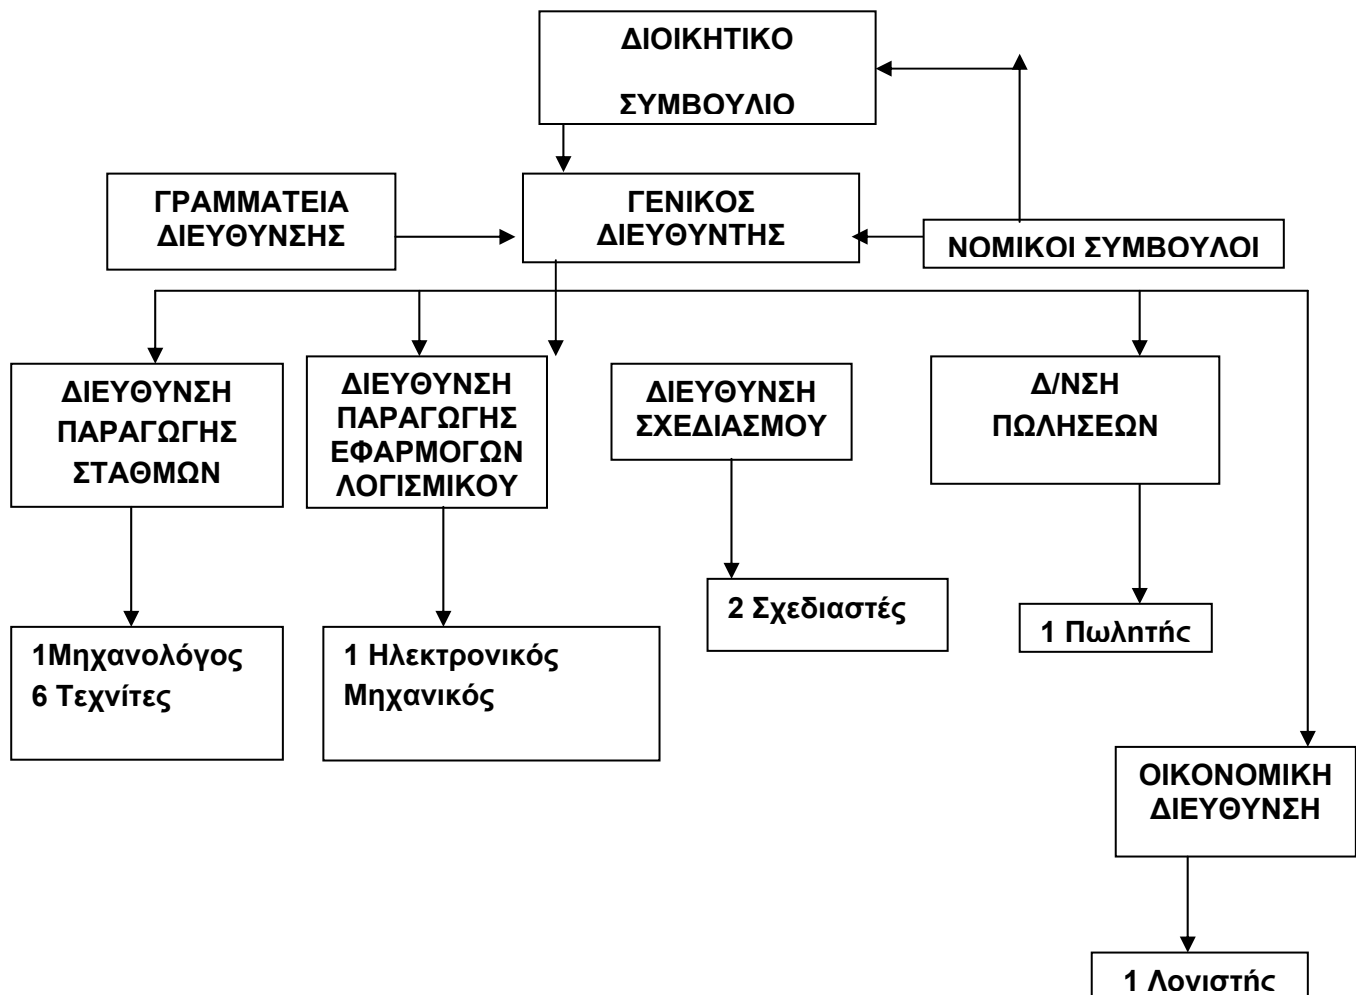 ΔΙΟΙΚΗΤΙΚΟ
ΣΥΜΒΟΥΛΙΟ
ΓΡΑΜΜΑΤΕΙΑ
ΔΙΕΥΘΥΝΣΗΣ
ΓΕΝΙΚΟΣ
ΔΙΕΥΘΥΝΤΗΣ
ΝΟΜΙΚΟΙ ΣΥΜΒΟΥΛΟΙ
ΔΙΕΥΘΥΝΣΗ
ΠΑΡΑΓΩΓΗΣ
ΣΤΑΘΜΩΝ
ΔΙΕΥΘΥΝΣΗ
ΠΑΡΑΓΩΓΗΣ
ΕΦΑΡΜΟΓΩΝ
ΛΟΓΙΣΜΙΚΟΥ
ΔΙΕΥΘΥΝΣΗ
ΣΧΕΔΙΑΣΜΟΥ
Δ/ΝΣΗ
ΠΩΛΗΣΕΩΝ
1Μηχανολόγος
6 Τεχνίτες
1 Ηλεκτρονικός
Μηχανικός
2 Σχεδιαστές
1 Πωλητής
ΟΙΚΟΝΟΜΙΚΗ
ΔΙΕΥΘΥΝΣΗ
1 Λογιστής